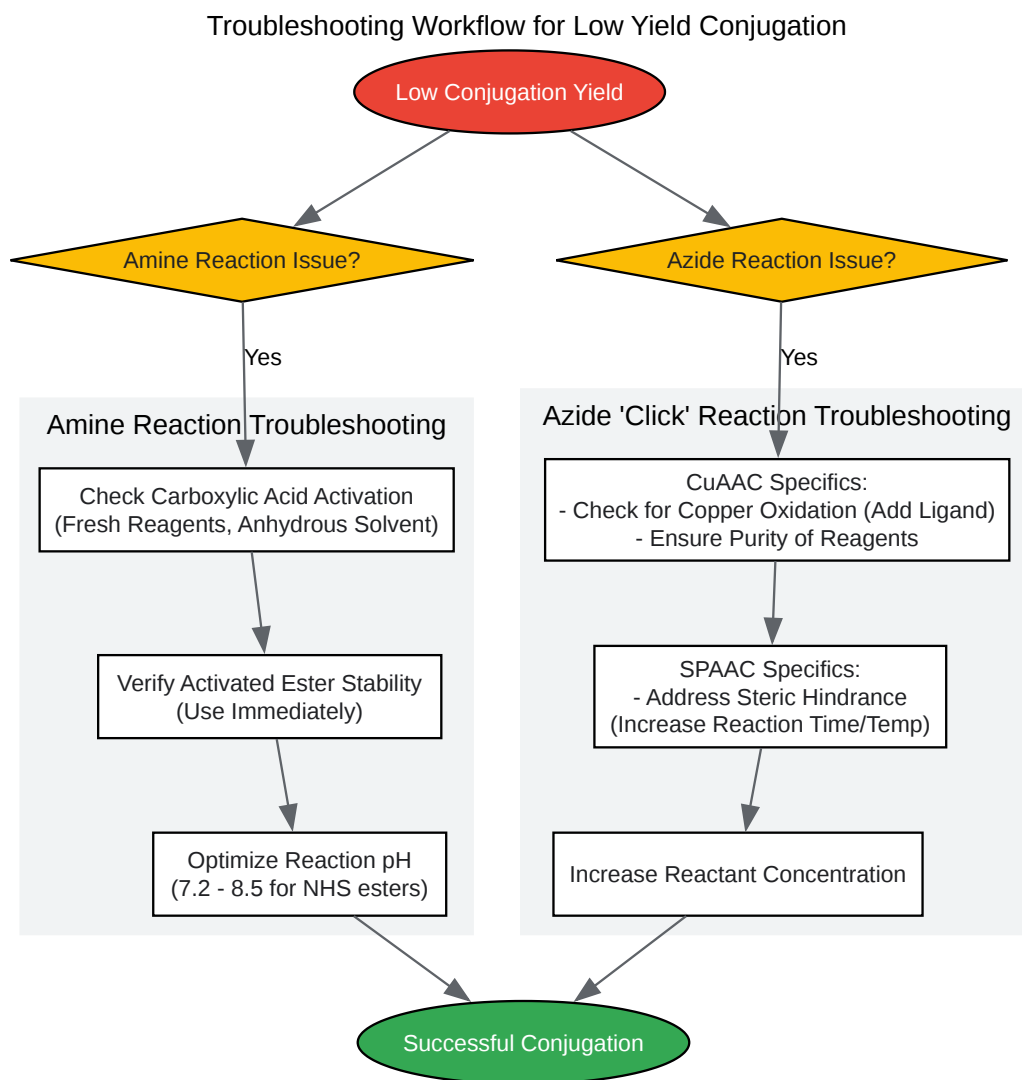 Troubleshooting Workflow for Low Yield Conjugation
Low Conjugation Yield
Amine Reaction Issue?
Azide Reaction Issue?
Yes
Yes
Amine Reaction Troubleshooting
Check Carboxylic Acid Activation
(Fresh Reagents, Anhydrous Solvent)
Verify Activated Ester Stability
(Use Immediately)
Optimize Reaction pH
(7.2 - 8.5 for NHS esters)
Azide 'Click' Reaction Troubleshooting
CuAAC Specifics:
- Check for Copper Oxidation (Add Ligand)
- Ensure Purity of Reagents
SPAAC Specifics:
- Address Steric Hindrance
(Increase Reaction Time/Temp)
Increase Reactant Concentration
Successful Conjugation